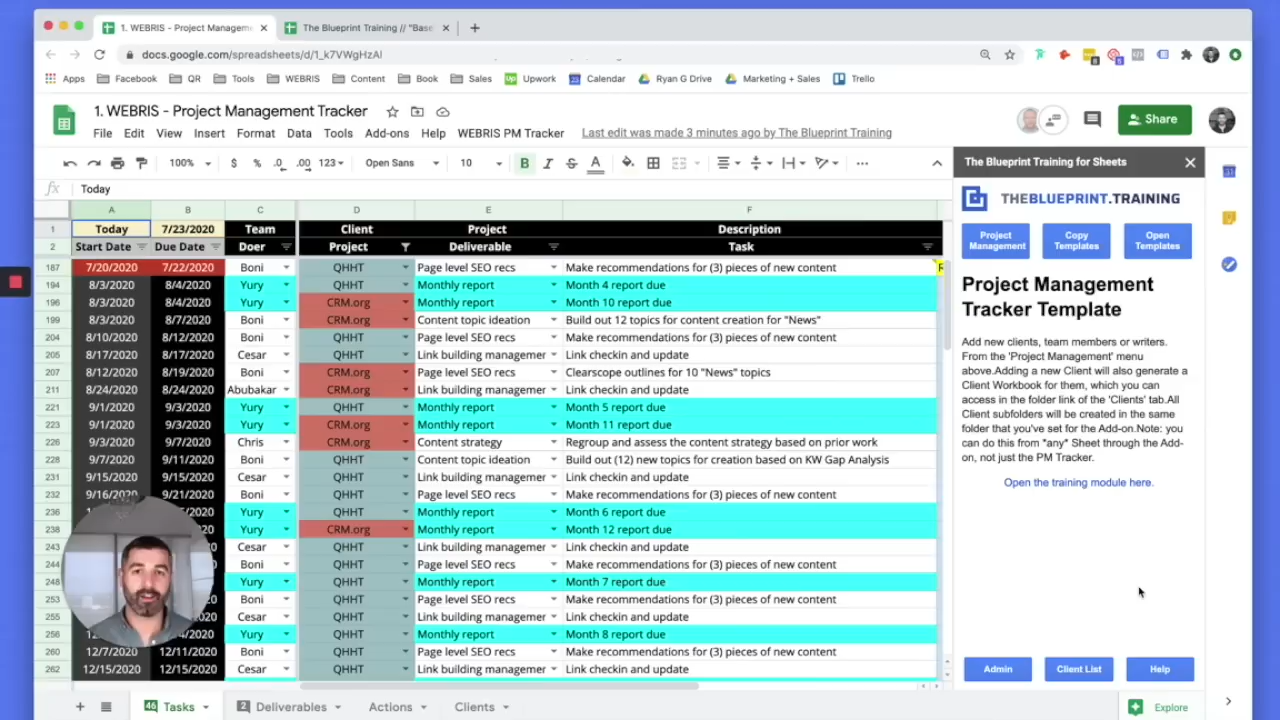 1. WEBRIS - Project Managemen
The Blueprint Training // "Base
docs.google.com/spreadsheets/d/1_k7VWgHzAI
Apps Facebook QR Tools WEBRIS Content Book Sales Upwork Calendar Ryan G Drive Marketing + Sales Trello
1. WEBRIS - Project Management Tracker
File Edit View Insert Format Data Tools Add-ons Help WEBRIS PM Tracker Last edit was made 3 minutes ago by The Blueprint Training
Share
100% $ % .0 .00 123 Open Sans 10 B I S A
fx Today
A B C D E F
1 Today 7/23/2020 Team Client Project Description
2 Start Date Due Date Doer Project Deliverable Task
187 7/20/2020 7/22/2020 Boni QHHT Page level SEO recs Make recommendations for (3) pieces of new content
194 8/3/2020 8/4/2020 Yury QHHT Monthly report Month 4 report due
196 8/3/2020 8/4/2020 Yury CRM.org Monthly report Month 10 report due
199 8/3/2020 8/7/2020 Boni CRM.org Content topic ideation Build out 12 topics for content creation for "News"
204 8/10/2020 8/12/2020 Boni QHHT Page level SEO recs Make recommendations for (3) pieces of new content
205 8/17/2020 8/17/2020 Cesar QHHT Link building managemer Link checkin and update
207 8/12/2020 8/19/2020 Boni CRM.org Page level SEO recs Clearscope outlines for 10 "News" topics
211 8/24/2020 8/24/2020 Abubakar CRM.org Link building managemer Link checkin and update
221 9/1/2020 9/3/2020 Yury QHHT Monthly report Month 5 report due
223 9/1/2020 9/3/2020 Yury CRM.org Monthly report Month 11 report due
226 9/3/2020 9/7/2020 Chris CRM.org Content strategy Regroup and assess the content strategy based on prior work
228 9/7/2020 9/11/2020 Boni QHHT Content topic ideation Build out (12) new topics for creation based on KW Gap Analysis
231 9/15/2020 9/15/2020 Cesar QHHT Link building managemer Link checkin and update
232 9/16/2020 9/21/2020 Boni QHHT Page level SEO recs Make recommendations for (3) pieces of new content
236 Yury QHHT Monthly report Month 6 report due
238 Yury CRM.org Monthly report Month 12 report due
243 Cesar QHHT Link building managemer Link checkin and update
244 Boni QHHT Page level SEO recs Make recommendations for (3) pieces of new content
248 Yury QHHT Monthly report Month 7 report due
253 Boni QHHT Page level SEO recs Make recommendations for (3) pieces of new content
255 Cesar QHHT Link building managemer Link checkin and update
256 Yury QHHT Monthly report Month 8 report due
260 12/7/2020 12/11/2020 Boni QHHT Page level SEO recs Make recommendations for (3) pieces of new content
262 12/15/2020 12/15/2020 Cesar QHHT Link building managemer Link checkin and update
46 Tasks 2 Deliverables Actions Clients Explore
The Blueprint Training for Sheets
THEBLUEPRINT.TRAINING
Project Management
Copy Templates
Open Templates
Project Management
Tracker Template
Add new clients, team members or writers.
From the 'Project Management' menu
above.Adding a new Client will also generate a
Client Workbook for them, which you can
access in the folder link of the 'Clients' tab.All
Client subfolders will be created in the same
folder that you've set for the Add-on.Note: you
can do this from *any* Sheet through the Add-
on, not just the PM Tracker.
Open the training module here.
Admin Client List Help